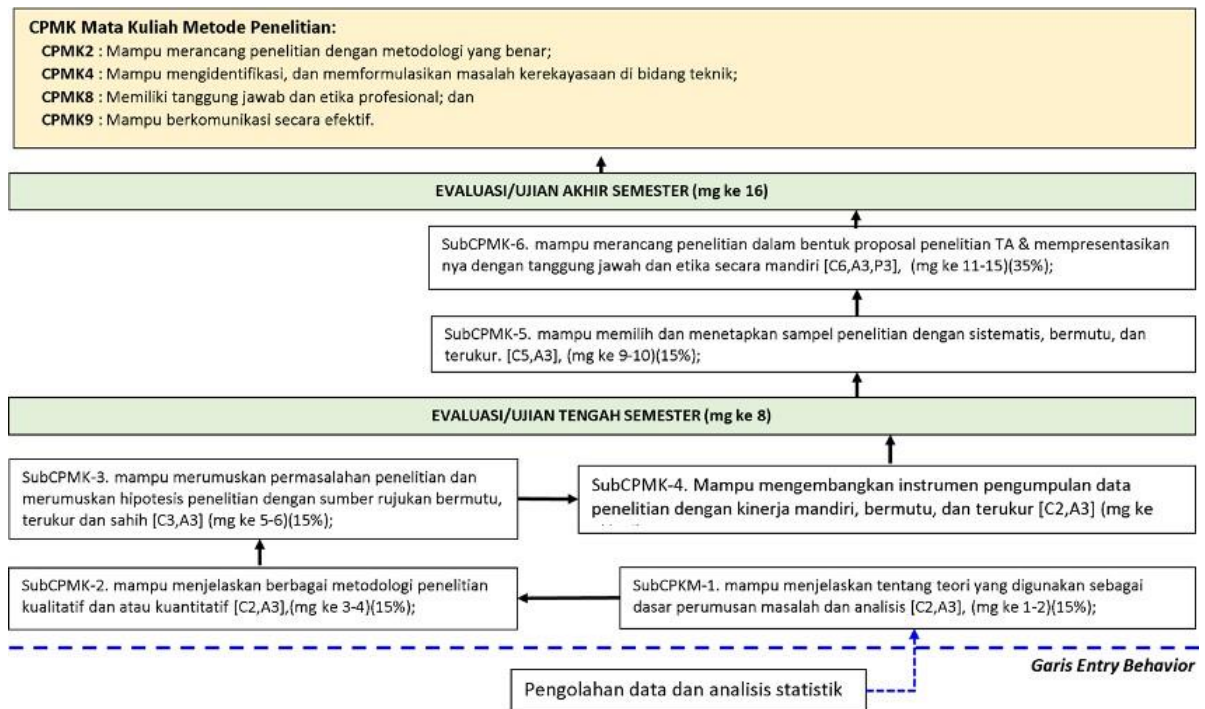 CPMK Mata Kuliah Metode Penelitian:
CPMK2 : Mampu merancang penelitian dengan metodologi yang benar;
CPMK4 : Mampu mengidentifikasi, dan memformulasikan masalah kerekayasaan di bidang teknik;
CPMK8 : Memiliki tanggung jawab dan etika profesional; dan
CPMK9 : Mampu berkomunikasi secara efektif.
EVALUASI/UJIAN AKHIR SEMESTER (mg ke 16)
SubCPMK-6. mampu merancang penelitian dalam bentuk proposal penelitian TA & mempresentasikan
nya dengan tanggung jawah dan etika secara mandiri [C6,A3,P3], (mg ke 11-15)(35%);
SubCPMK-5. mampu memilih dan menetapkan sampel penelitian dengan sistematis, bermutu, dan
terukur. [C5,A3], (mg ke 9-10)(15%);
EVALUASI/UJIAN TENGAH SEMESTER (mg ke 8)
SubCPMK-3. mampu merumuskan permasalahan penelitian dan
merumuskan hipotesis penelitian dengan sumber rujukan bermutu,
terukur dan sahih [C3,A3] (mg ke 5-6)(15%);
SubCPMK-4. Mampu mengembangkan instrumen pengumpulan data
penelitian dengan kinerja mandiri, bermutu, dan terukur [C2,A3] (mg ke
SubCPMK-2. mampu menjelaskan berbagai metodologi penelitian
kualitatif dan atau kuantitatif [C2,A3],(mg ke 3-4)(15%);
SubCPKM-1. mampu menjelaskan tentang teori yang digunakan sebagai
dasar perumusan masalah dan analisis [C2,A3], (mg ke 1-2)(15%);
Garis Entry Behavior
Pengolahan data dan analisis statistik